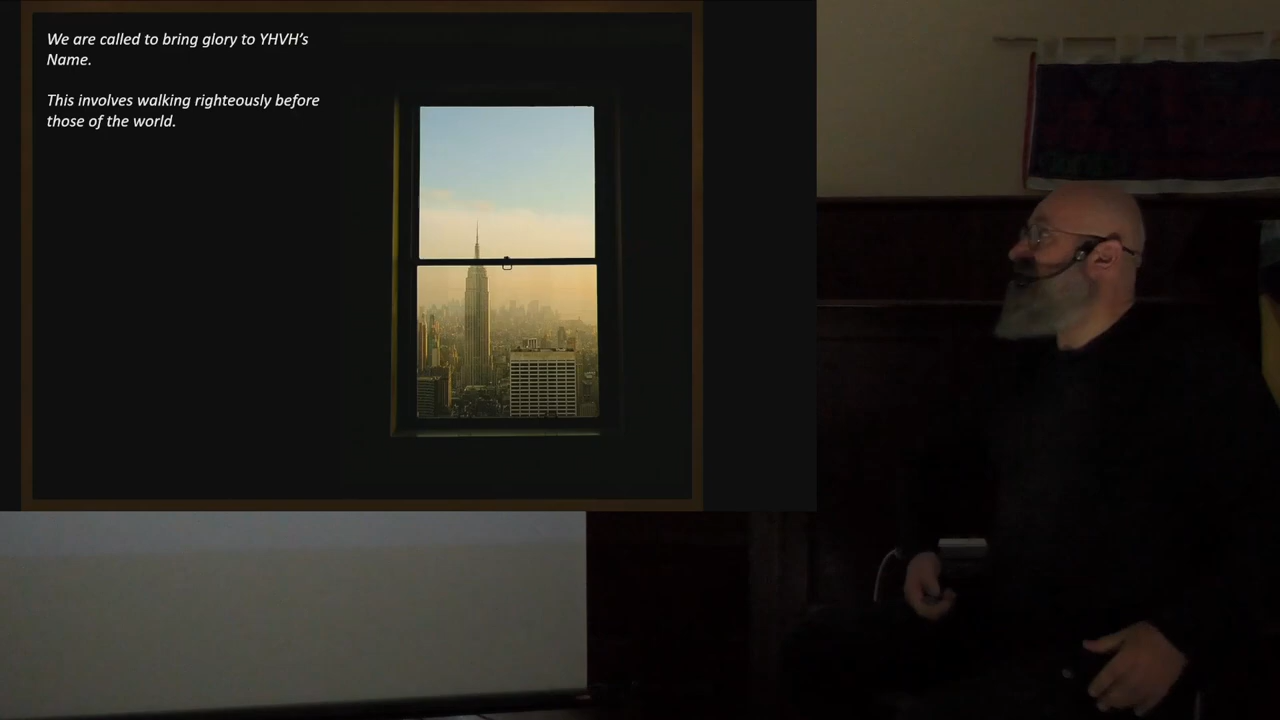 We are called to bring glory to YHVH’s
Name.
This involves walking righteously before
those of the world.